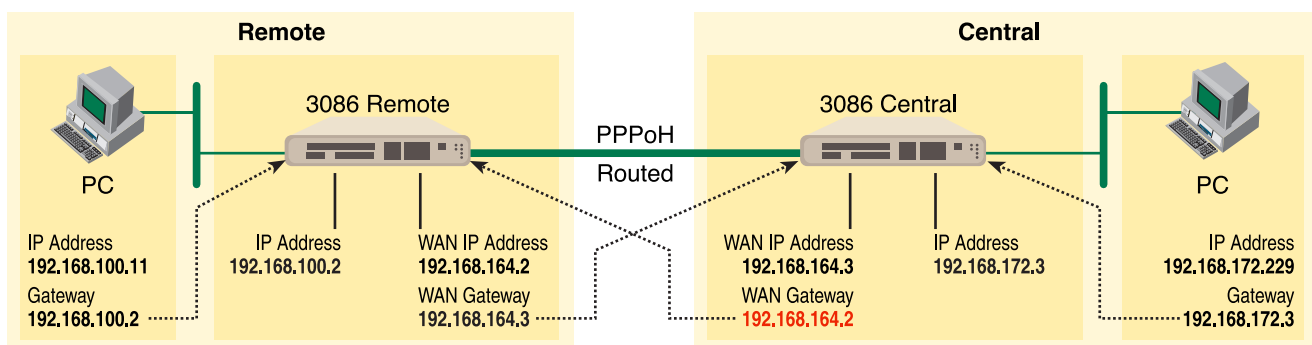 Remote
Central
3086 Remote
3086 Central
PPPoH
Routed
PC
PC
IP Address
192.168.100.11
Gateway
192.168.100.2
IP Address
192.168.100.2
WAN IP Address
192.168.164.2
WAN Gateway
192.168.164.3
WAN IP Address
192.168.164.3
WAN Gateway
192.168.164.2
IP Address
192.168.172.3
IP Address
192.168.172.229
Gateway
192.168.172.3